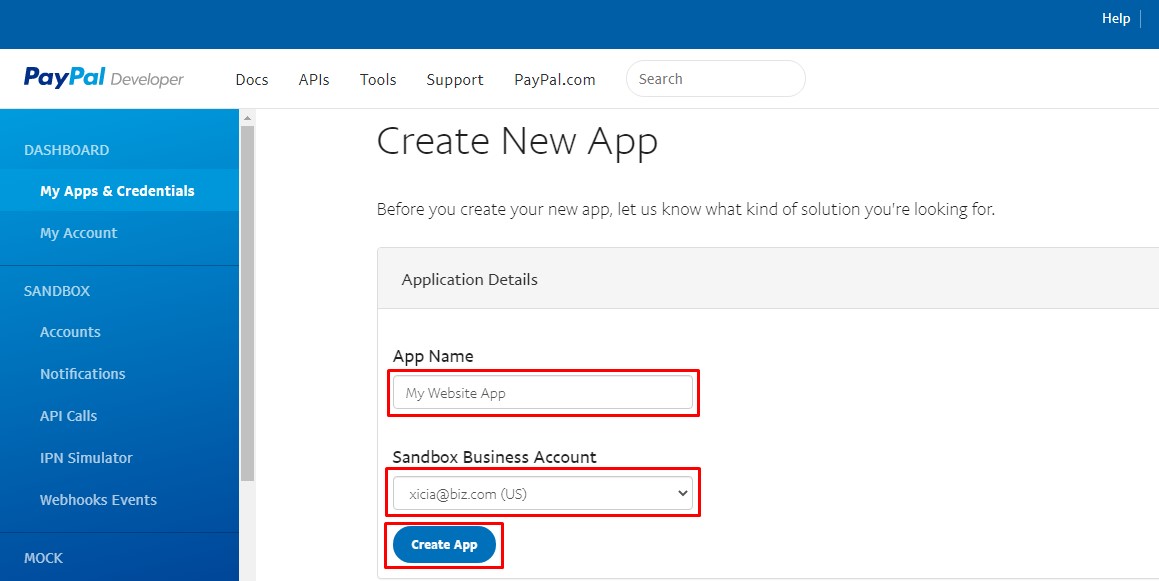 Help
PayPal Developer
Docs APIs Tools Support PayPal.com Search
DASHBOARD
My Apps & Credentials
My Account
SANDBOX
Accounts
Notifications
API Calls
IPN Simulator
Webhooks Events
MOCK
Create New App
Before you create your new app, let us know what kind of solution you're looking for.
Application Details
App Name
My Website App
Sandbox Business Account
xicia@biz.com (US)
Create App